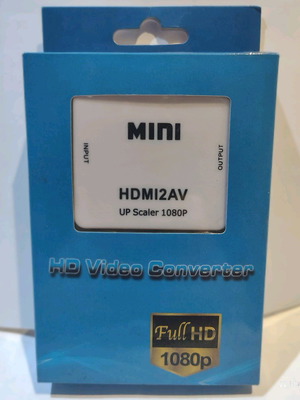 MINI
INPUT
OUTPUT
HDMI2AV
UP Scaler 1080P
HD Video Converter
Full HD
1080p